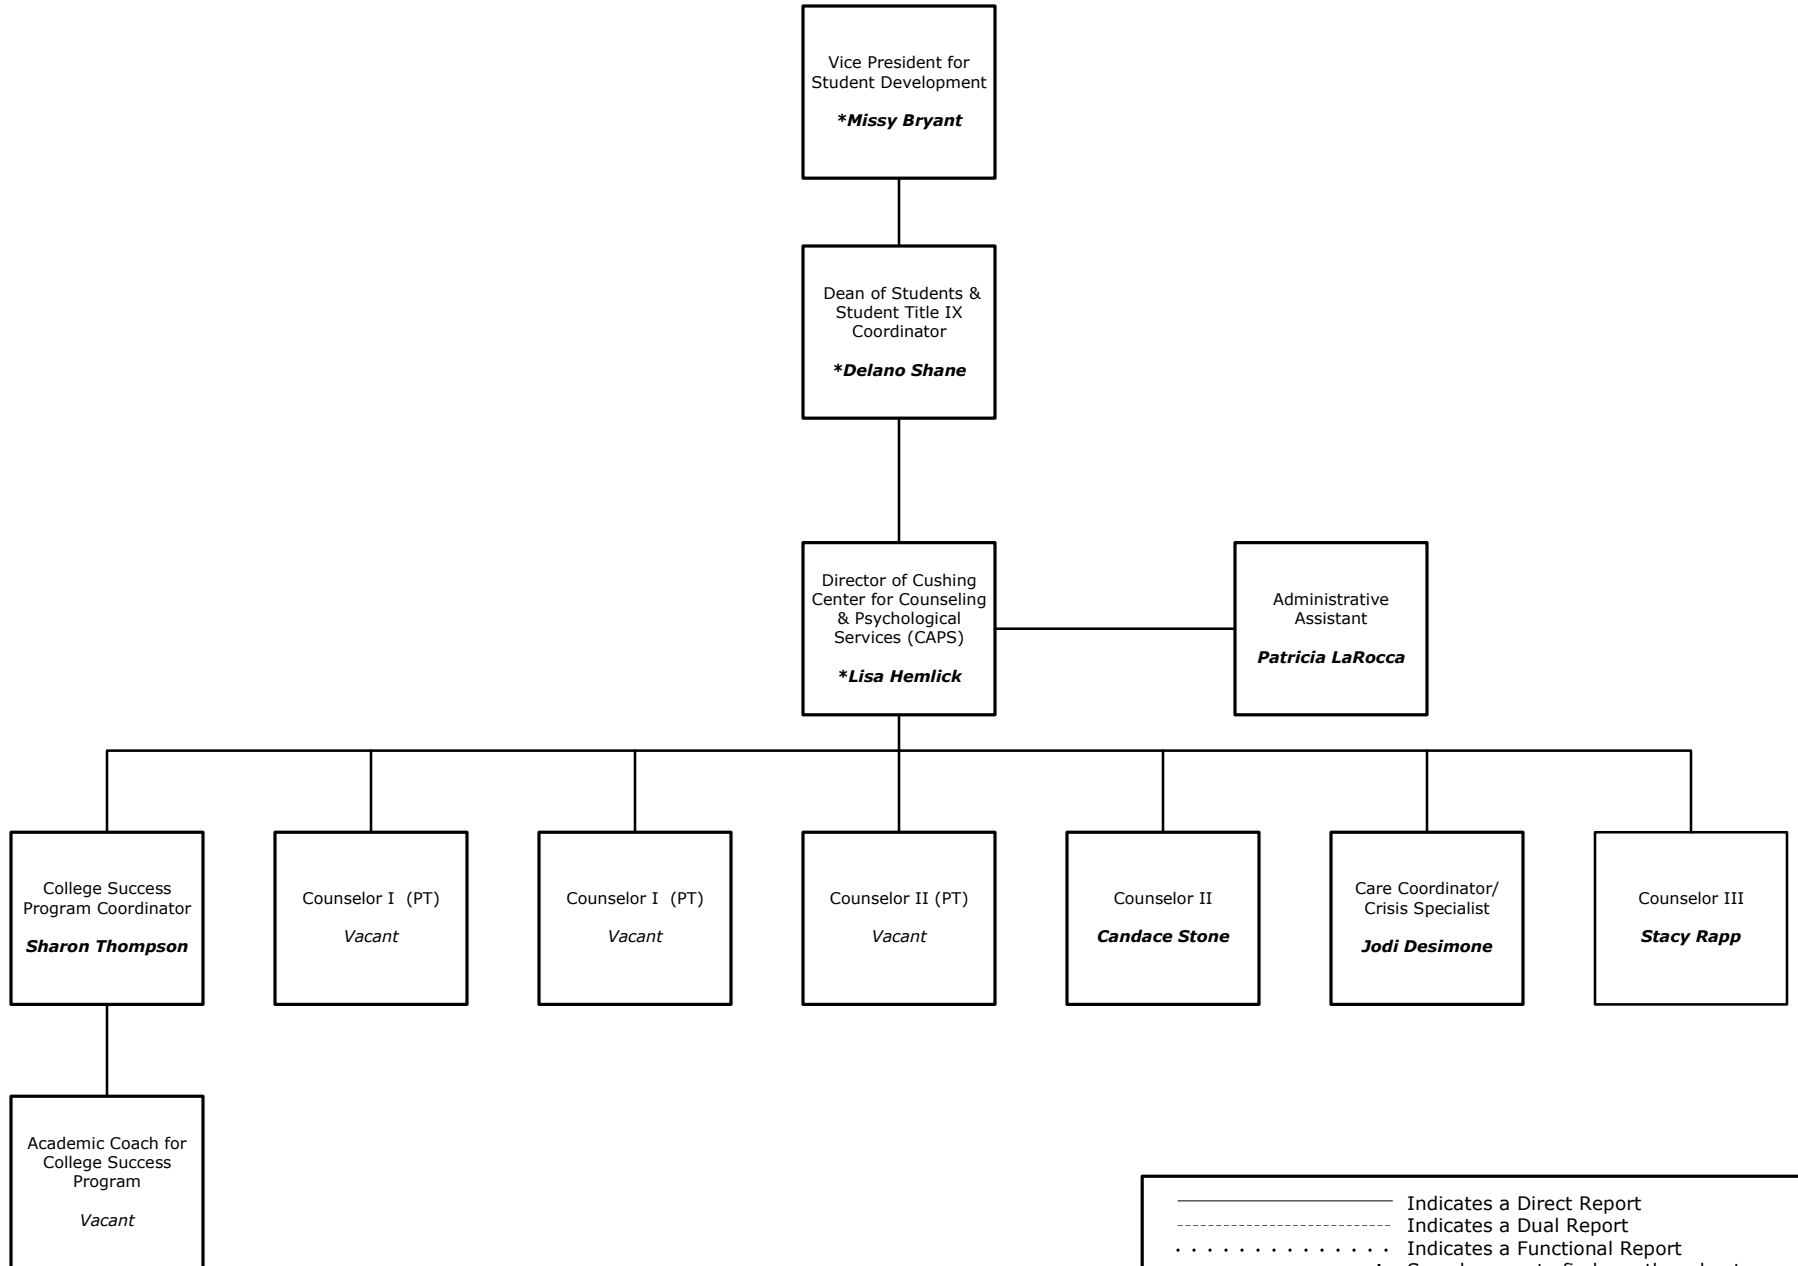 Vice President for
Student Development
*Missy Bryant
Dean of Students &
Student Title IX
Coordinator
*Delano Shane
Director of Cushing
Center for Counseling
& Psychological
Services (CAPS)
*Lisa Hemlick
Administrative
Assistant
Patricia LaRocca
College Success
Program Coordinator
Sharon Thompson
Counselor I (PT)
Vacant
Counselor I (PT)
Vacant
Counselor II (PT)
Vacant
Counselor II
Candace Stone
Care Coordinator/
Crisis Specialist
Jodi Desimone
Counselor III
Stacy Rapp
Academic Coach for
College Success
Program
Vacant
Indicates a Direct Report
Indicates a Dual Report
Indicates a Functional Report